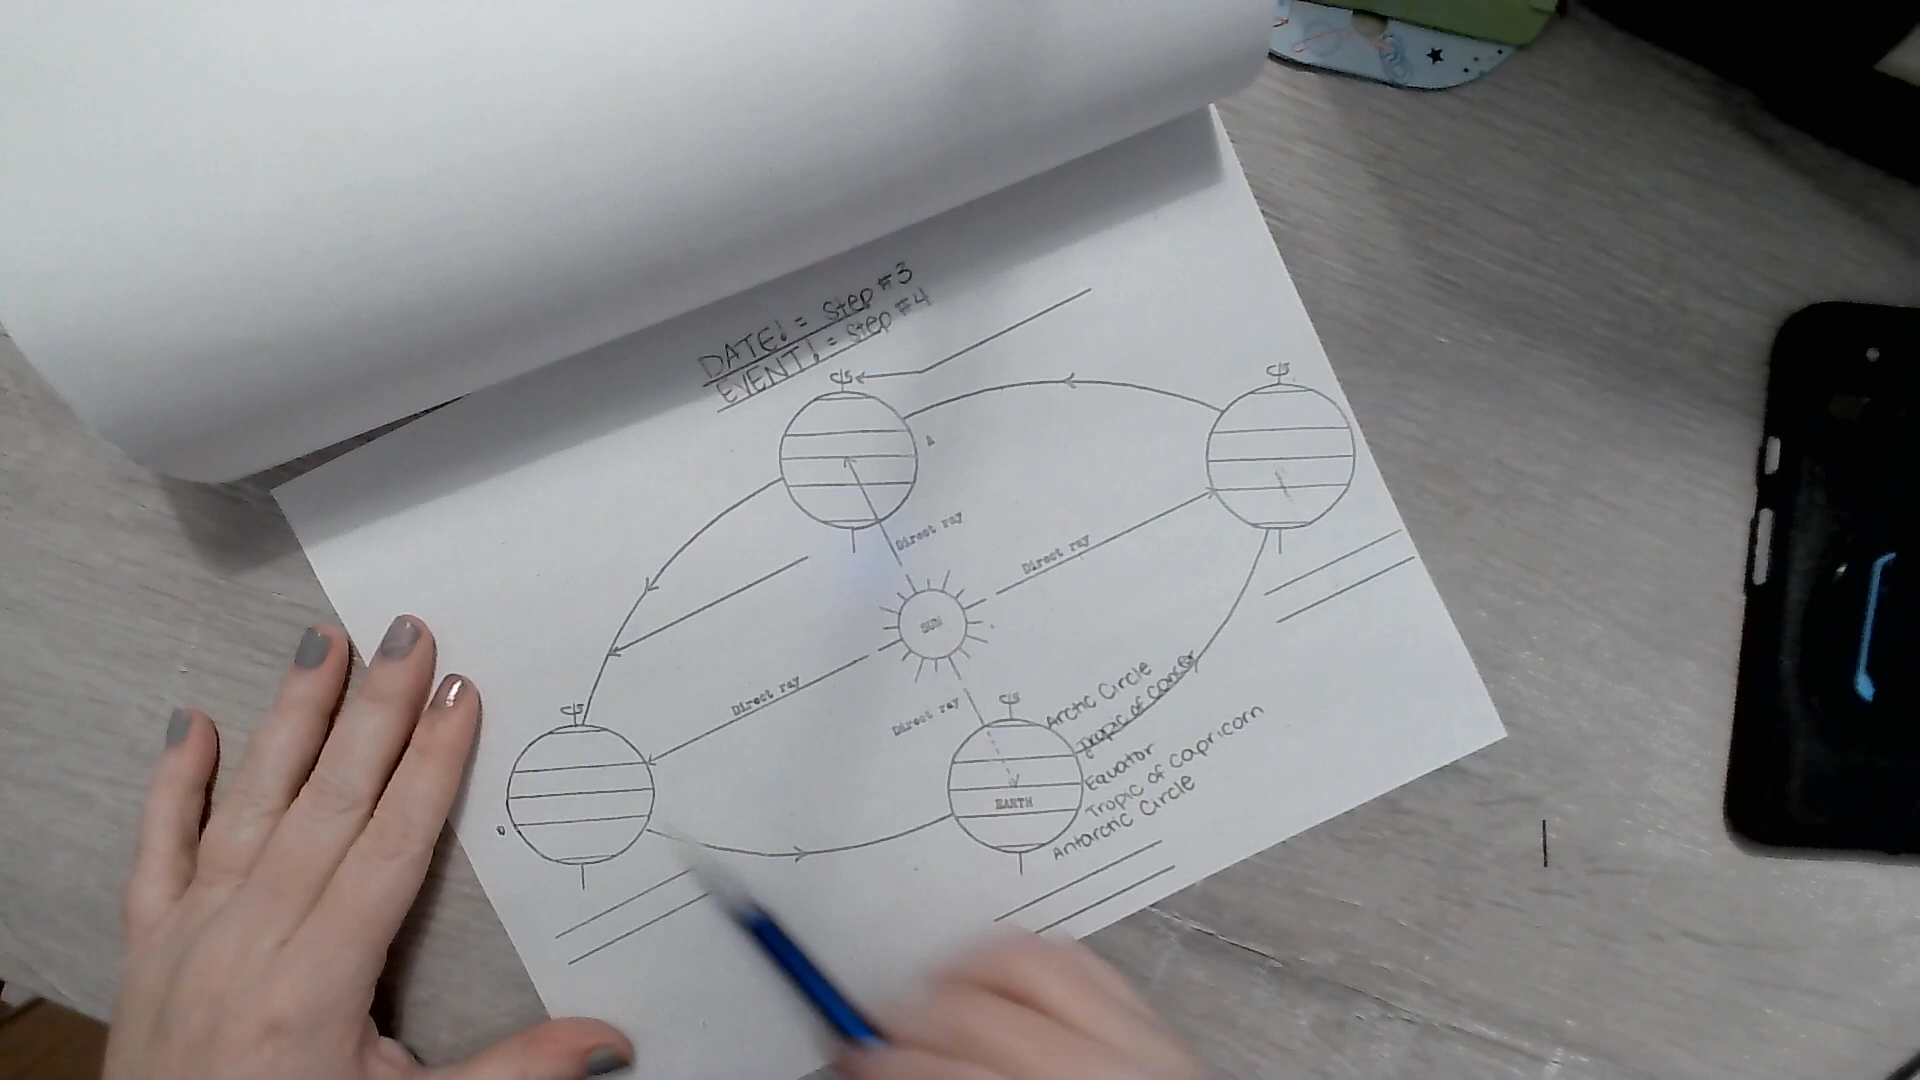 DATE! = Step #3
EVENT! = Step #4
A
Direct ray
Direct ray
SUN
Direct ray
Direct ray
Arctic Circle
Tropic of Cancer
Equator
EARTH
Tropic of Capricorn
Antarctic Circle
D